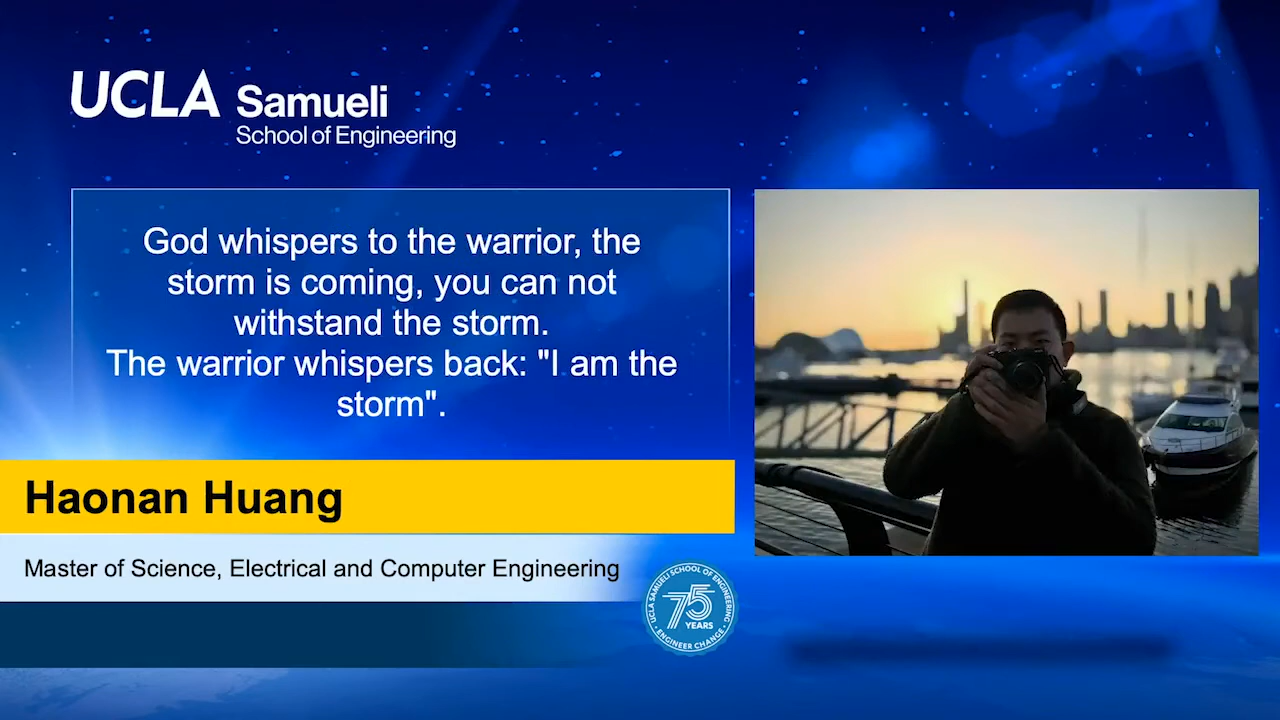 UCLA Samueli
School of Engineering
God whispers to the warrior, the
storm is coming, you can not
withstand the storm.
The warrior whispers back: "I am the
storm".
Haonan Huang
Master of Science, Electrical and Computer Engineering
UCLA SAMUELI SCHOOL OF ENGINEERING
75
YEARS
ENGINEER CHANGE